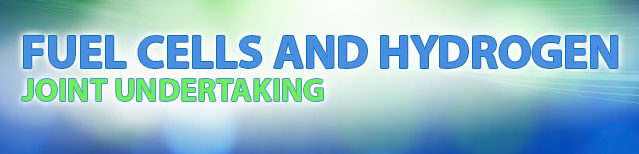 FUEL CELLS AND HYDROGEN
JOINT UNDERTAKING